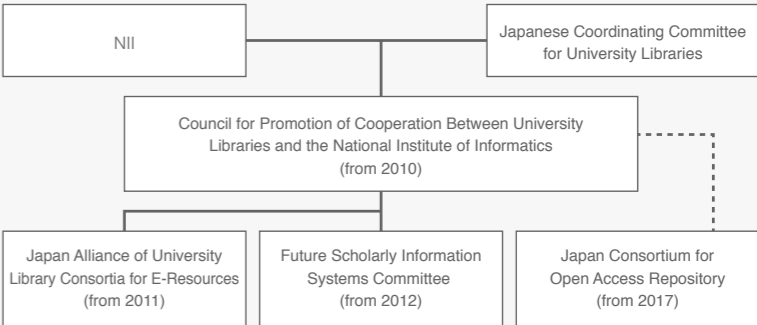 NII
Japanese Coordinating Committee
for University Libraries
Council for Promotion of Cooperation Between University
Libraries and the National Institute of Informatics
(from 2010)
Japan Alliance of University
Library Consortia for E-Resources
(from 2011)
Future Scholarly Information
Systems Committee
(from 2012)
Japan Consortium for
Open Access Repository
(from 2017)